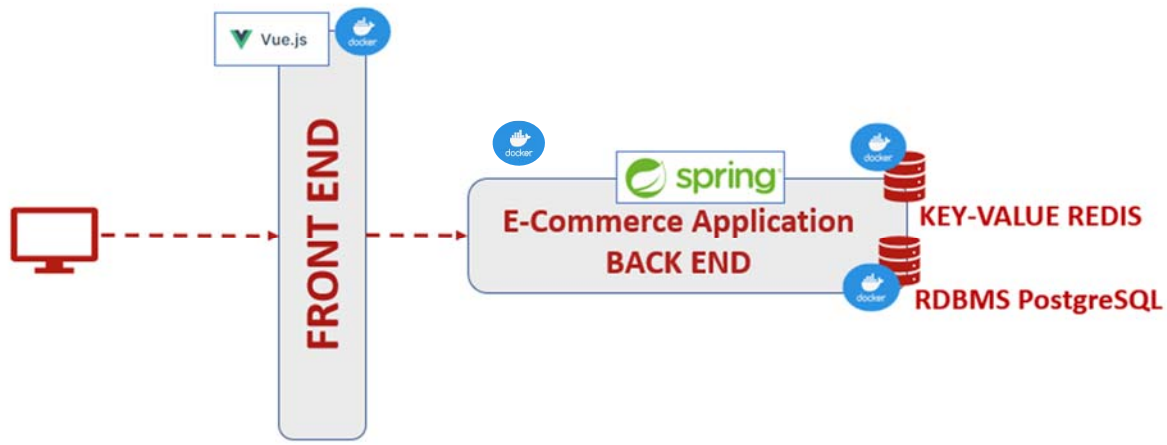 Vue.js
docker
FRONT END
docker
spring
E-Commerce Application
BACK END
docker
KEY-VALUE REDIS
docker
RDBMS PostgreSQL